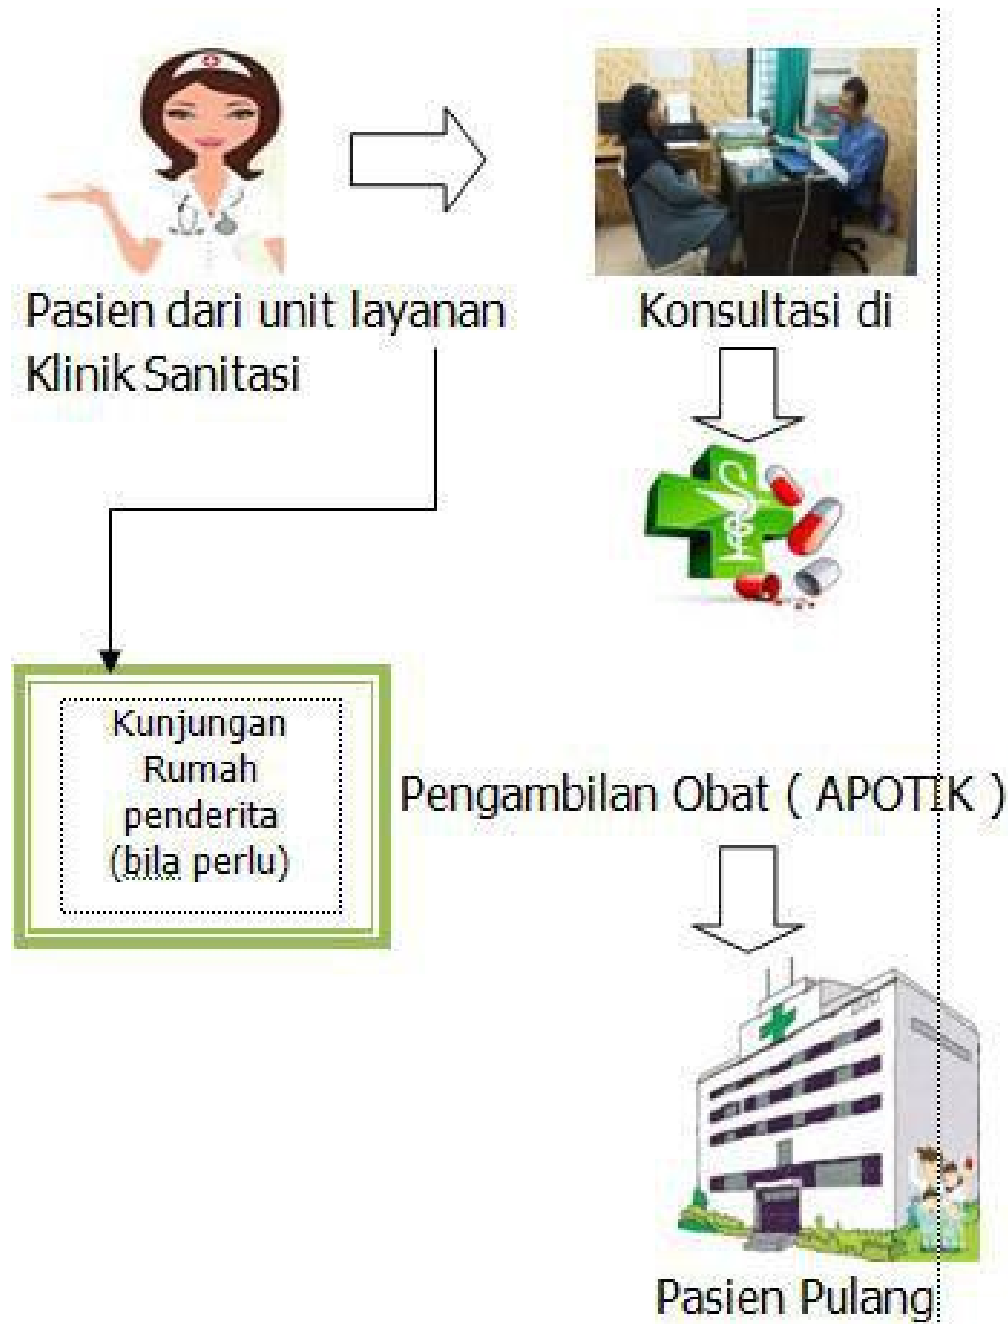 Pasien dari unit layanan
Klinik Sanitasi
Konsultasi di
Kunjungan
Rumah
penderita
(bila perlu)
Pengambilan Obat ( APOTIK )
Pasien Pulang